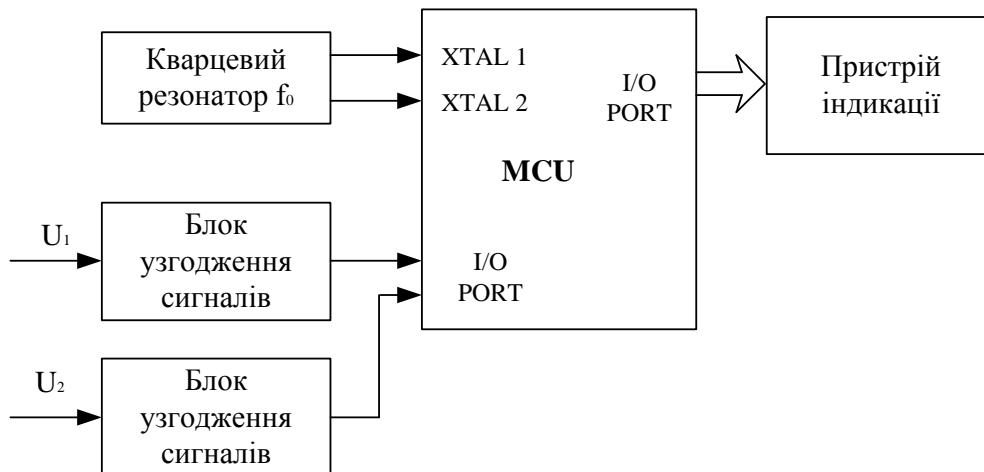 Кварцевий
резонатор f₀
XTAL 1
XTAL 2
I/O
PORT
MCU
Пристрій
індикації
U₁
Блок
узгодження
сигналів
I/O
PORT
U₂
Блок
узгодження
сигналів